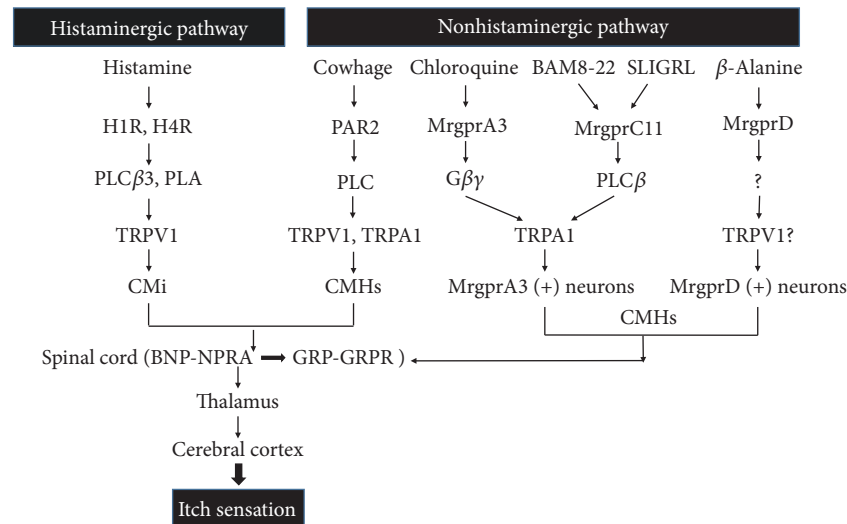 Histaminergic pathway Nonhistaminergic pathway
Histamine Cowhage Chloroquine BAM8-22 SLIGRL β-Alanine
H1R, H4R PAR2 MrgprA3 MrgprC11 MrgprD
PLCβ3, PLA PLC Gβγ PLCβ ?
TRPV1 TRPV1, TRPA1 TRPA1 TRPV1?
CMi CMHs MrgprA3 (+) neurons MrgprD (+) neurons
CMHs
Spinal cord (BNP-NPRA GRP-GRPR )
Thalamus
Cerebral cortex
Itch sensation